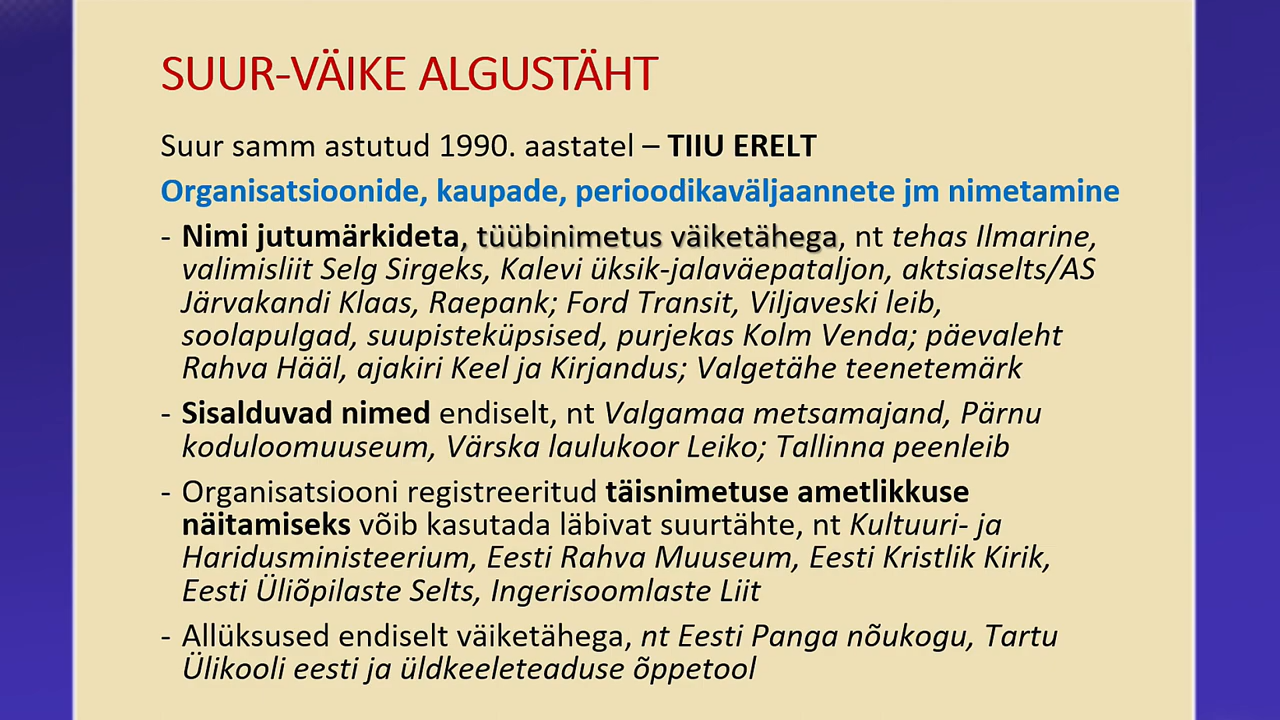 SUUR-VÄIKE ALGUSTÄHT
Suur samm astutud 1990. aastatel – TIIU ERELT
Organisatsioonide, kaupade, perioodikaväljaannete jm nimetamine
- Nimi jutumärkideta, tüübinimetus väiketähega, nt tehas Ilmarine,
valimisliit Selg Sirgeks, Kalevi üksik-jalaväepataljon, aktsiaselts/AS
Järvakandi Klaas, Raepank; Ford Transit, Viljaveski leib,
soolapulgad, suupisteküpsised, purjekas Kolm Venda; päevaleht
Rahva Hääl, ajakiri Keel ja Kirjandus; Valgetähe teenetemärk
- Sisalduvad nimed endiselt, nt Valgamaa metsamajand, Pärnu
koduloomuuseum, Värska laulukoor Leiko; Tallinna peenleib
- Organisatsiooni registreeritud täisnimetuse ametlikkuse
näitamiseks võib kasutada läbivat suurtähte, nt Kultuuri- ja
Haridusministeerium, Eesti Rahva Muuseum, Eesti Kristlik Kirik,
Eesti Üliõpilaste Selts, Ingerisoomlaste Liit
- Allüksused endiselt väiketähega, nt Eesti Panga nõukogu, Tartu
Ülikooli eesti ja üldkeeleteaduse õppetool